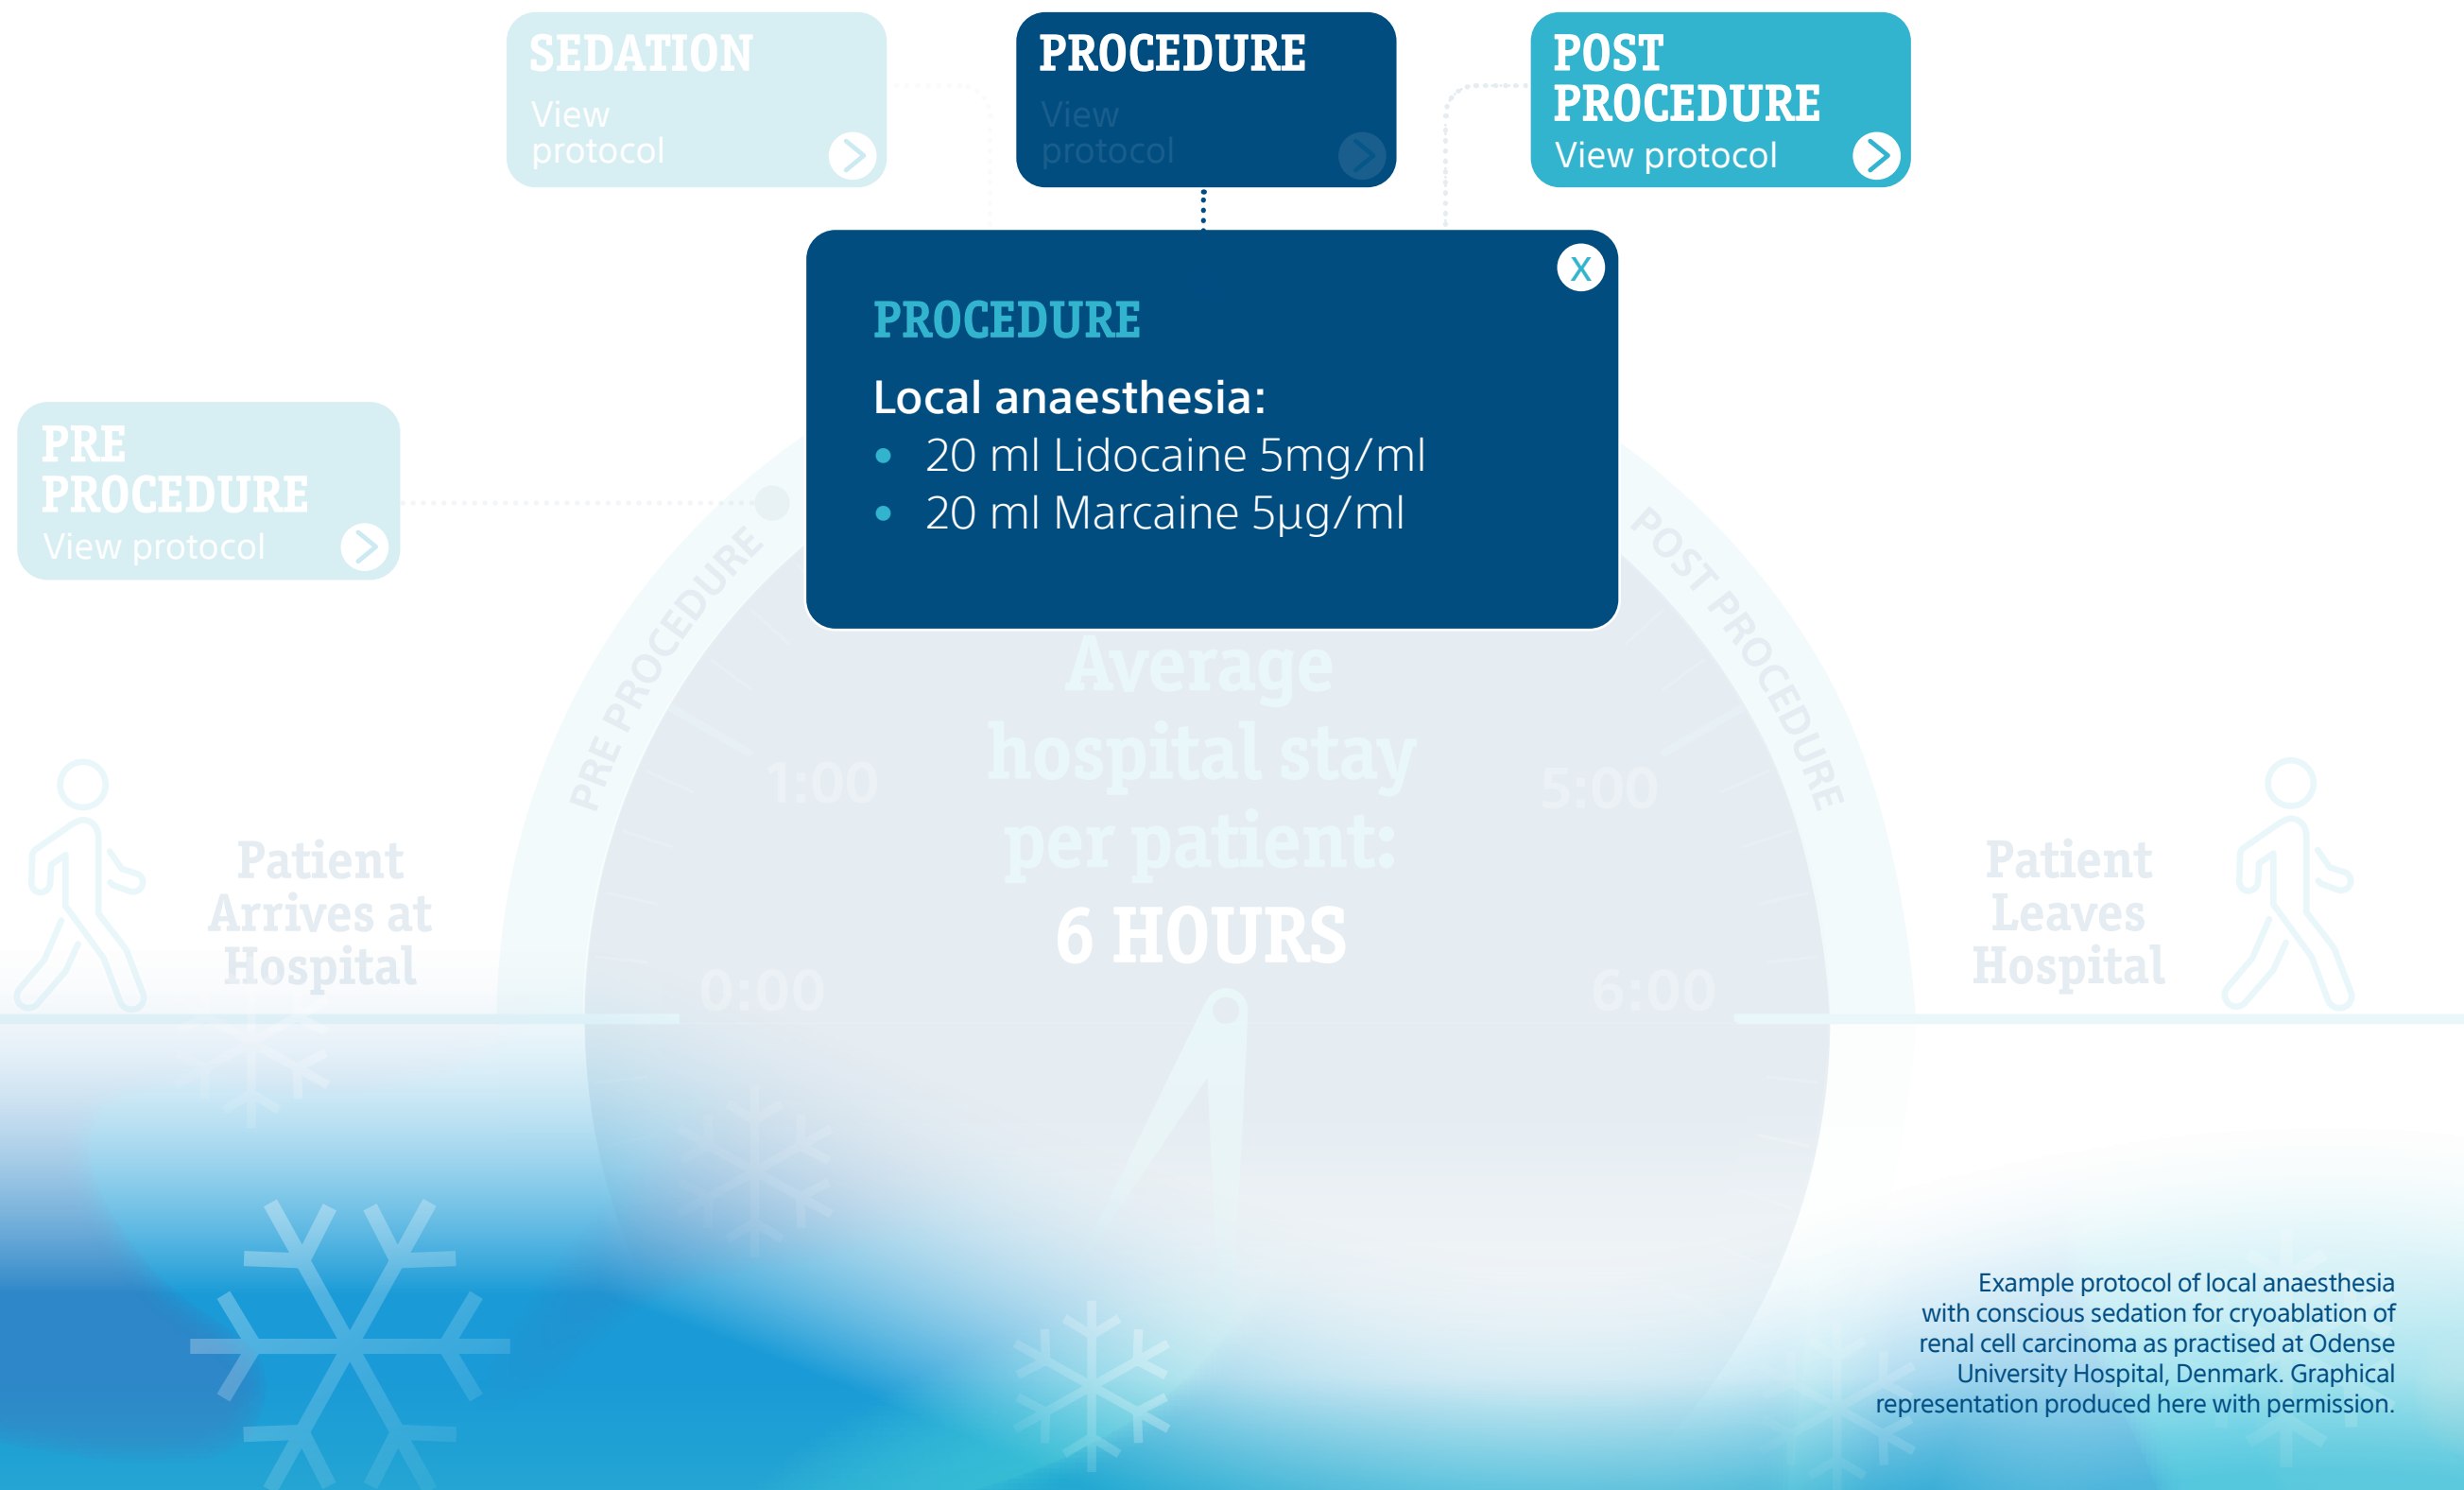 SEDATION
View
protocol
PROCEDURE
View
protocol
POST
PROCEDURE
View protocol
X
PROCEDURE
Local anaesthesia:
• 20 ml Lidocaine 5mg/ml
• 20 ml Marcaine 5µg/ml
PRE
PROCEDURE
View protocol
PRE PROCEDURE
POST PROCEDURE
Average
hospital stay
per patient:
6 HOURS
1:00
5:00
0:00
6:00
Patient
Arrives at
Hospital
Patient
Leaves
Hospital
Example protocol of local anaesthesia
with conscious sedation for cryoablation of
renal cell carcinoma as practised at Odense
University Hospital, Denmark. Graphical
representation produced here with permission.